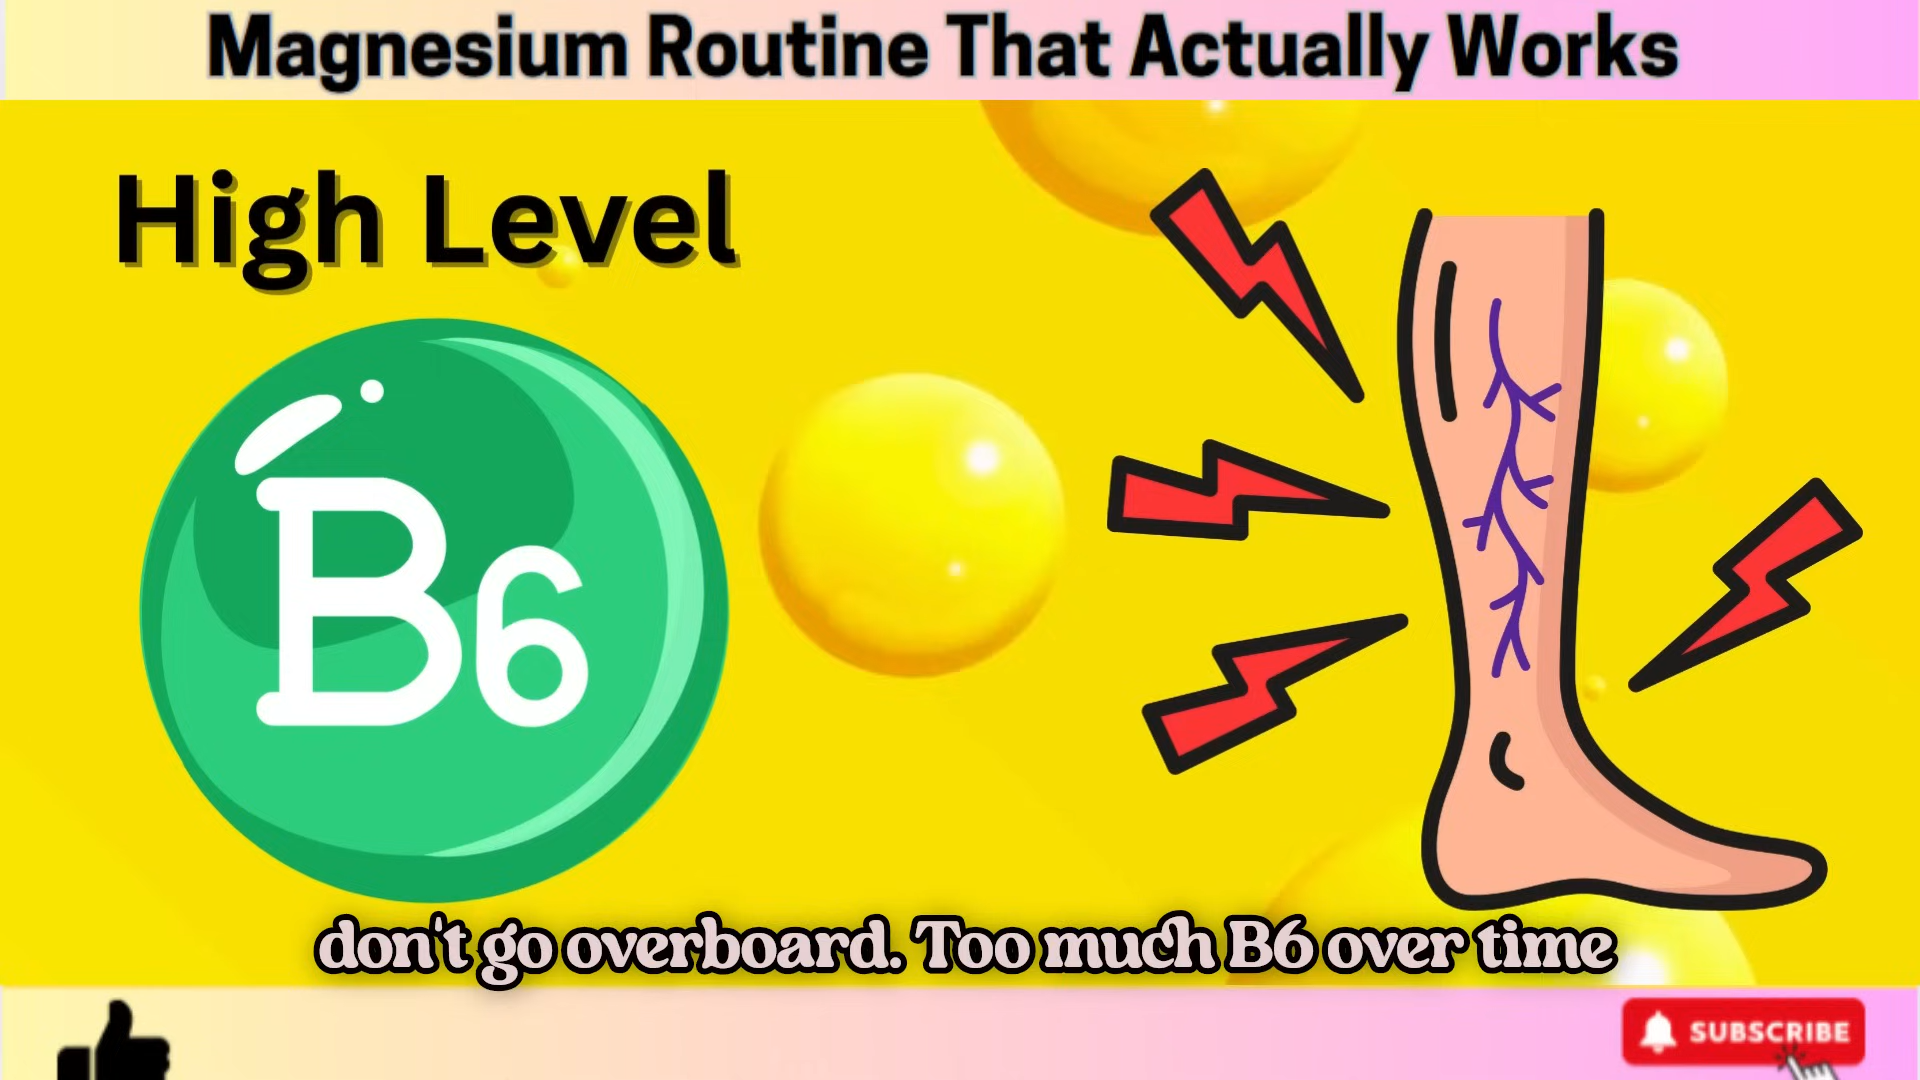 Magnesium Routine That Actually Works
High Level
B6
don't go overboard. Too much B6 over time
SUBSCRIBE